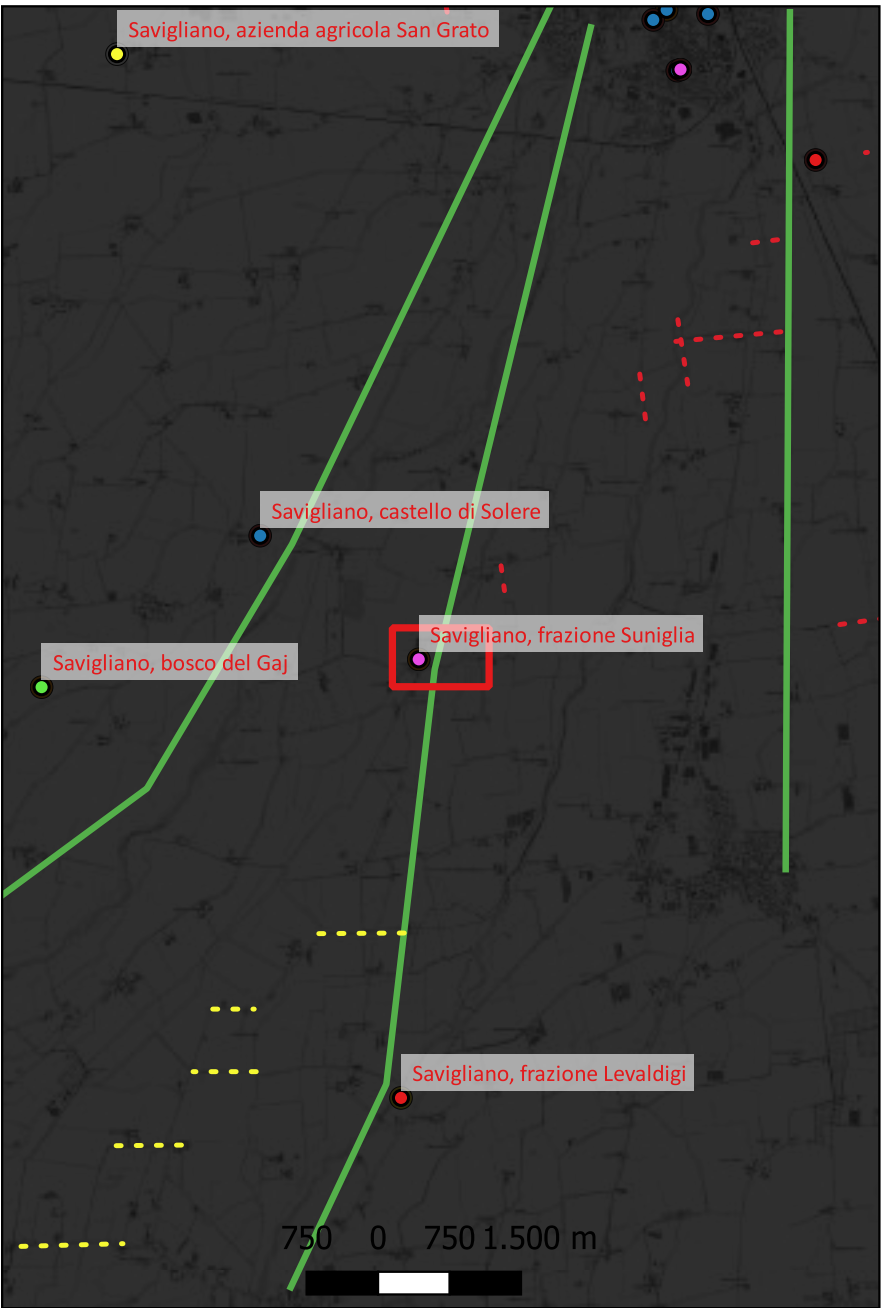 Savigliano, azienda agricola San Grato
Savigliano, castello di Solere
Savigliano, frazione Suniglia
Savigliano, bosco del Gaj
Savigliano, frazione Levaldigi
750 0 750 1.500 m